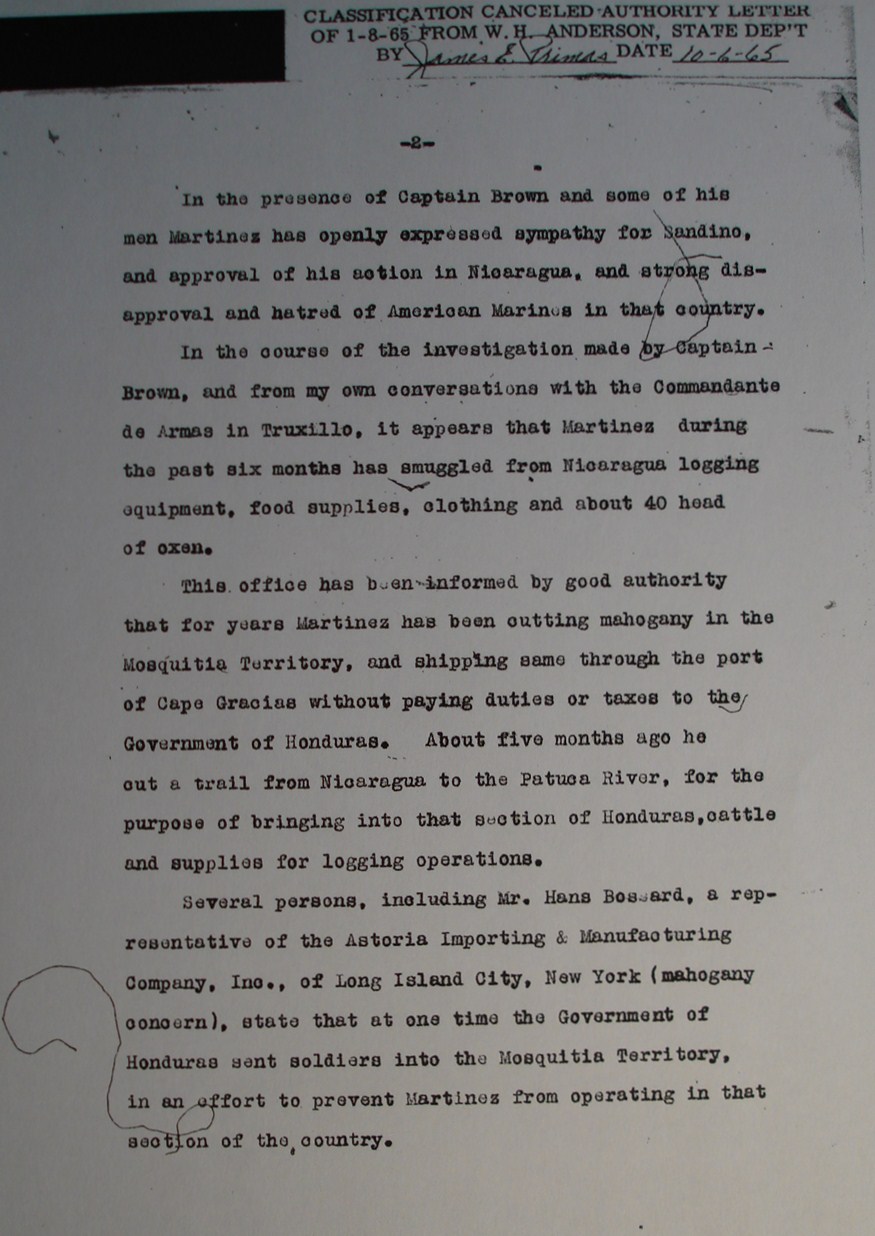 CLASSIFICATION CANCELED AUTHORITY LETTER
OF 1-8-65 FROM W. H. ANDERSON, STATE DEP'T
BY James E. Primas DATE 10-6-65
-2-
In the presence of Captain Brown and some of his
men Martinez has openly expressed sympathy for Sandino,
and approval of his action in Nicaragua, and strong dis-
approval and hatred of American Marines in that country.
In the course of the investigation made by Captain
Brown, and from my own conversations with the Commandante
de Armas in Truxillo, it appears that Martinez during
the past six months has smuggled from Nicaragua logging
equipment, food supplies, clothing and about 40 head
of oxen.
This office has been informed by good authority
that for years Martinez has been cutting mahogany in the
Mosquitia Territory, and shipping same through the port
of Cape Gracias without paying duties or taxes to the
Government of Honduras. About five months ago he
cut a trail from Nicaragua to the Patuca River, for the
purpose of bringing into that section of Honduras,cattle
and supplies for logging operations.
Several persons, including Mr. Hans Bossard, a rep-
resentative of the Astoria Importing & Manufacturing
Company, Inc., of Long Island City, New York (mahogany
concern), state that at one time the Government of
Honduras sent soldiers into the Mosquitia Territory,
in an effort to prevent Martinez from operating in that
section of the country.